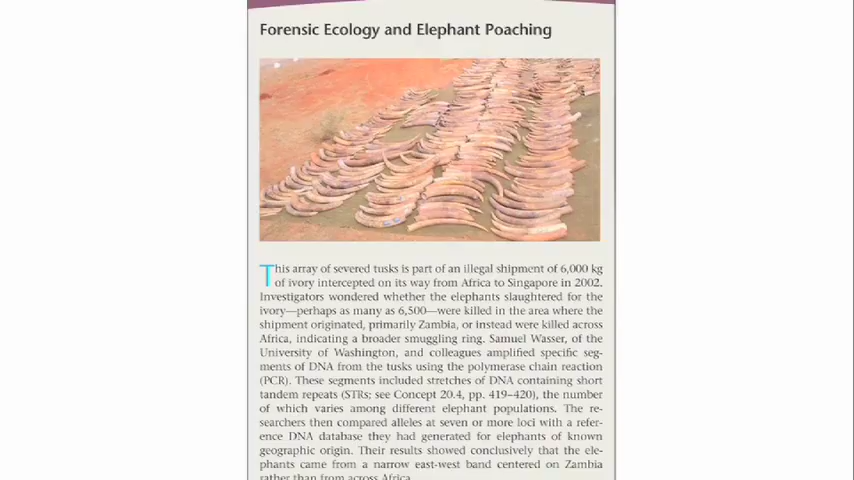 Forensic Ecology and Elephant Poaching
This array of severed tusks is part of an illegal shipment of 6,000 kg
of ivory intercepted on its way from Africa to Singapore in 2002.
Investigators wondered whether the elephants slaughtered for the
ivory—perhaps as many as 6,500—were killed in the area where the
shipment originated, primarily Zambia, or instead were killed across
Africa, indicating a broader smuggling ring. Samuel Wasser, of the
University of Washington, and colleagues amplified specific seg-
ments of DNA from the tusks using the polymerase chain reaction
(PCR). These segments included stretches of DNA containing short
tandem repeats (STRs; see Concept 20.4, pp. 419–420), the number
of which varies among different elephant populations. The re-
searchers then compared alleles at seven or more loci with a refer-
ence DNA database they had generated for elephants of known
geographic origin. Their results showed conclusively that the ele-
phants came from a narrow east-west band centered on Zambia
rather than from across Africa.